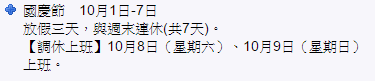 國慶節　10月1日-7日
放假三天，與週末連休(共7天)。
【調休上班】10月8日（星期六）、10月9日（星期日）
上班。